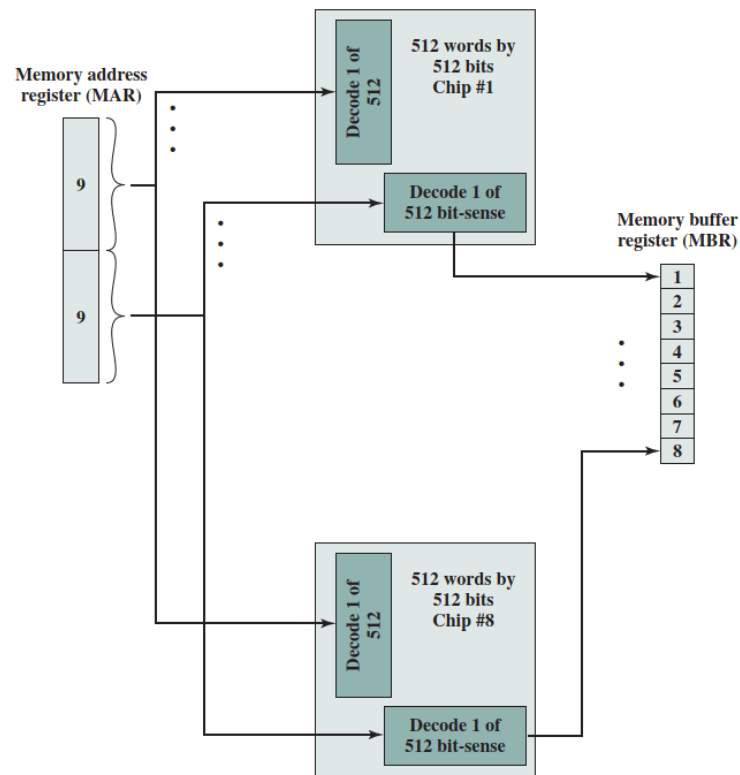 Memory address
register (MAR)
9
9
Decode 1 of
512
512 words by
512 bits
Chip #1
Decode 1 of
512 bit-sense
Memory buffer
register (MBR)
1
2
3
4
5
6
7
8
Decode 1 of
512
512 words by
512 bits
Chip #8
Decode 1 of
512 bit-sense